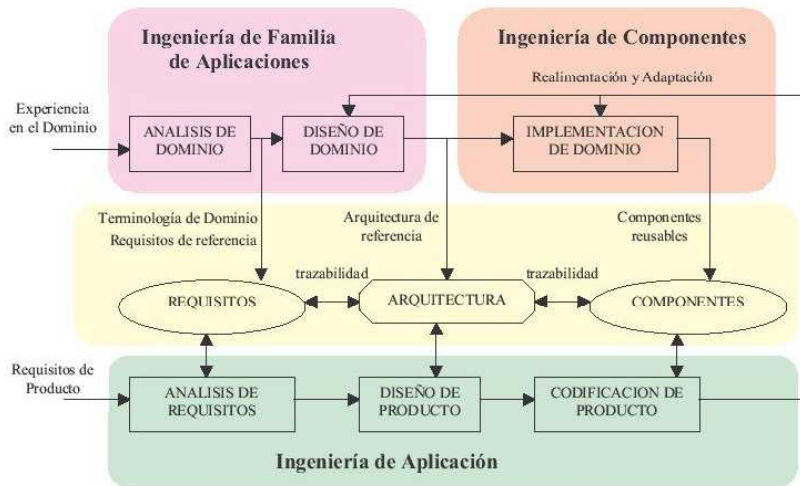 Ingeniería de Familia
de Aplicaciones
Ingeniería de Componentes
Realimentación y Adaptación
Experiencia
en el Dominio
ANALISIS DE
DOMINIO
DISEÑO DE
DOMINIO
IMPLEMENTACION
DE DOMINIO
Terminología de Dominio
Requisitos de referencia
Arquitectura de
referencia
Componentes
reusables
trazabilidad
trazabilidad
REQUISITOS
ARQUITECTURA
COMPONENTES
Requisitos de
Producto
ANALISIS DE
REQUISITOS
DISEÑO DE
PRODUCTO
CODIFICACION DE
PRODUCTO
Ingeniería de Aplicación